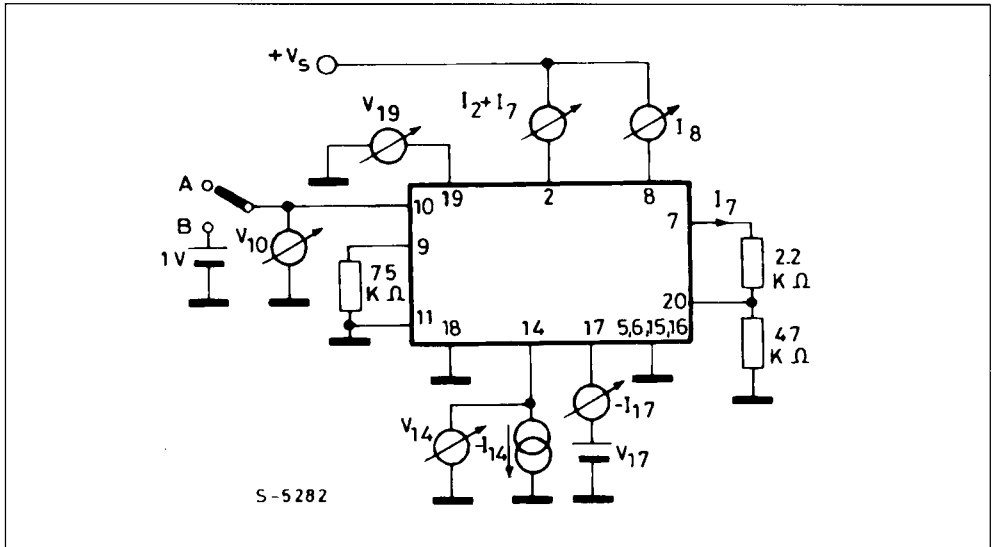 +VS
V19
I2+I7
I8
A
B
1V
V10
10
19
2
8
7
I7
9
75
KΩ
11
2.2
KΩ
20
47
KΩ
18
14
17
5,6,15,16
V14
-I14
-I17
V17
S-5282